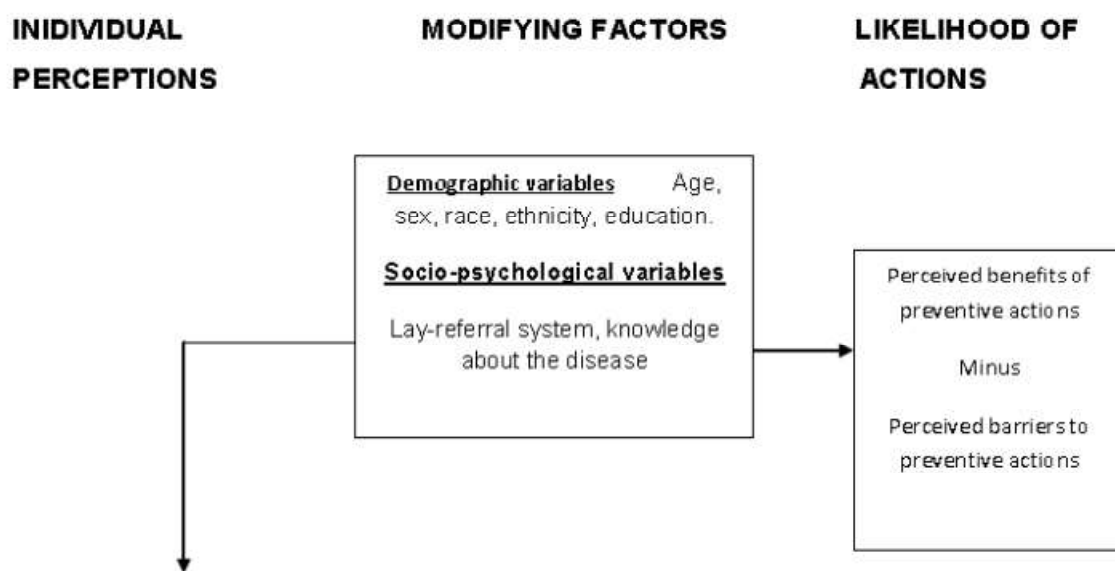 INIDIVIDUAL
PERCEPTIONS
MODIFYING FACTORS
LIKELIHOOD OF
ACTIONS
Demographic variables Age,
sex, race, ethnicity, education.
Socio-psychological variables
Lay-referral system, knowledge
about the disease
Perceived benefits of
preventive actions
Minus
Perceived barriers to
preventive actions